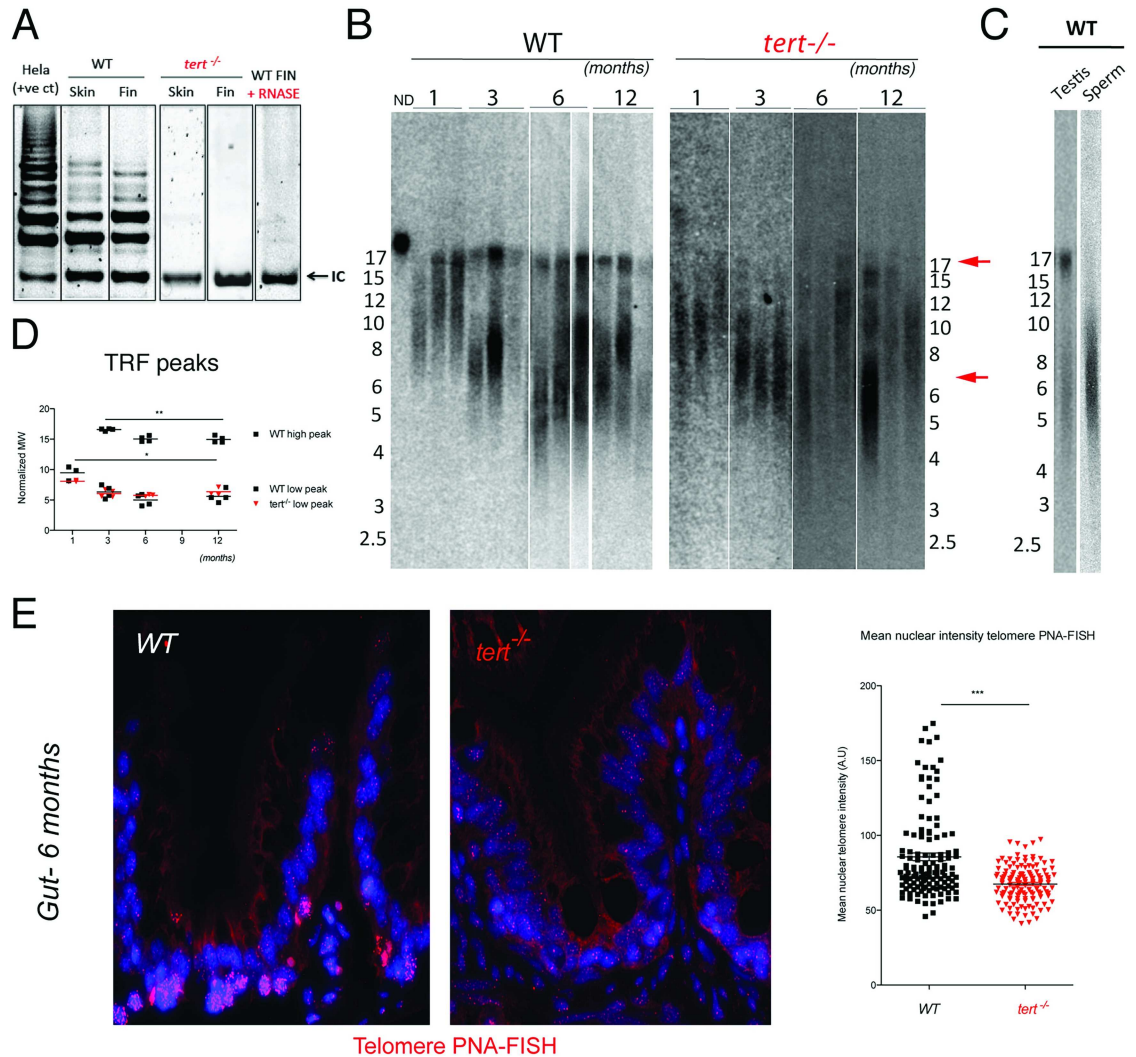 A
Hela
(+ve ct)
WT
Skin
Fin
tert -/-
Skin
Fin
WT FIN
+ RNASE
←IC
B
WT
(months)
ND
1
3
6
12
tert-/-
(months)
1
3
6
12
17
15
12
10
8
6
5
4
3
2.5
17
15
12
10
8
6
5
4
3
2.5
C
WT
Testis
Sperm
17
15
12
10
8
6
5
4
3
2.5
D
TRF peaks
Normalized MW
20
15
10
5
0
**
*
1
3
6
9
12
(months)
WT high peak
WT low peak
tert-/- low peak
E
Gut- 6 months
WT
tert-/-
Telomere PNA-FISH
Mean nuclear intensity telomere PNA-FISH
Mean nuclear telomere intensity (A.U)
200
150
100
50
0
***
WT
tert-/-